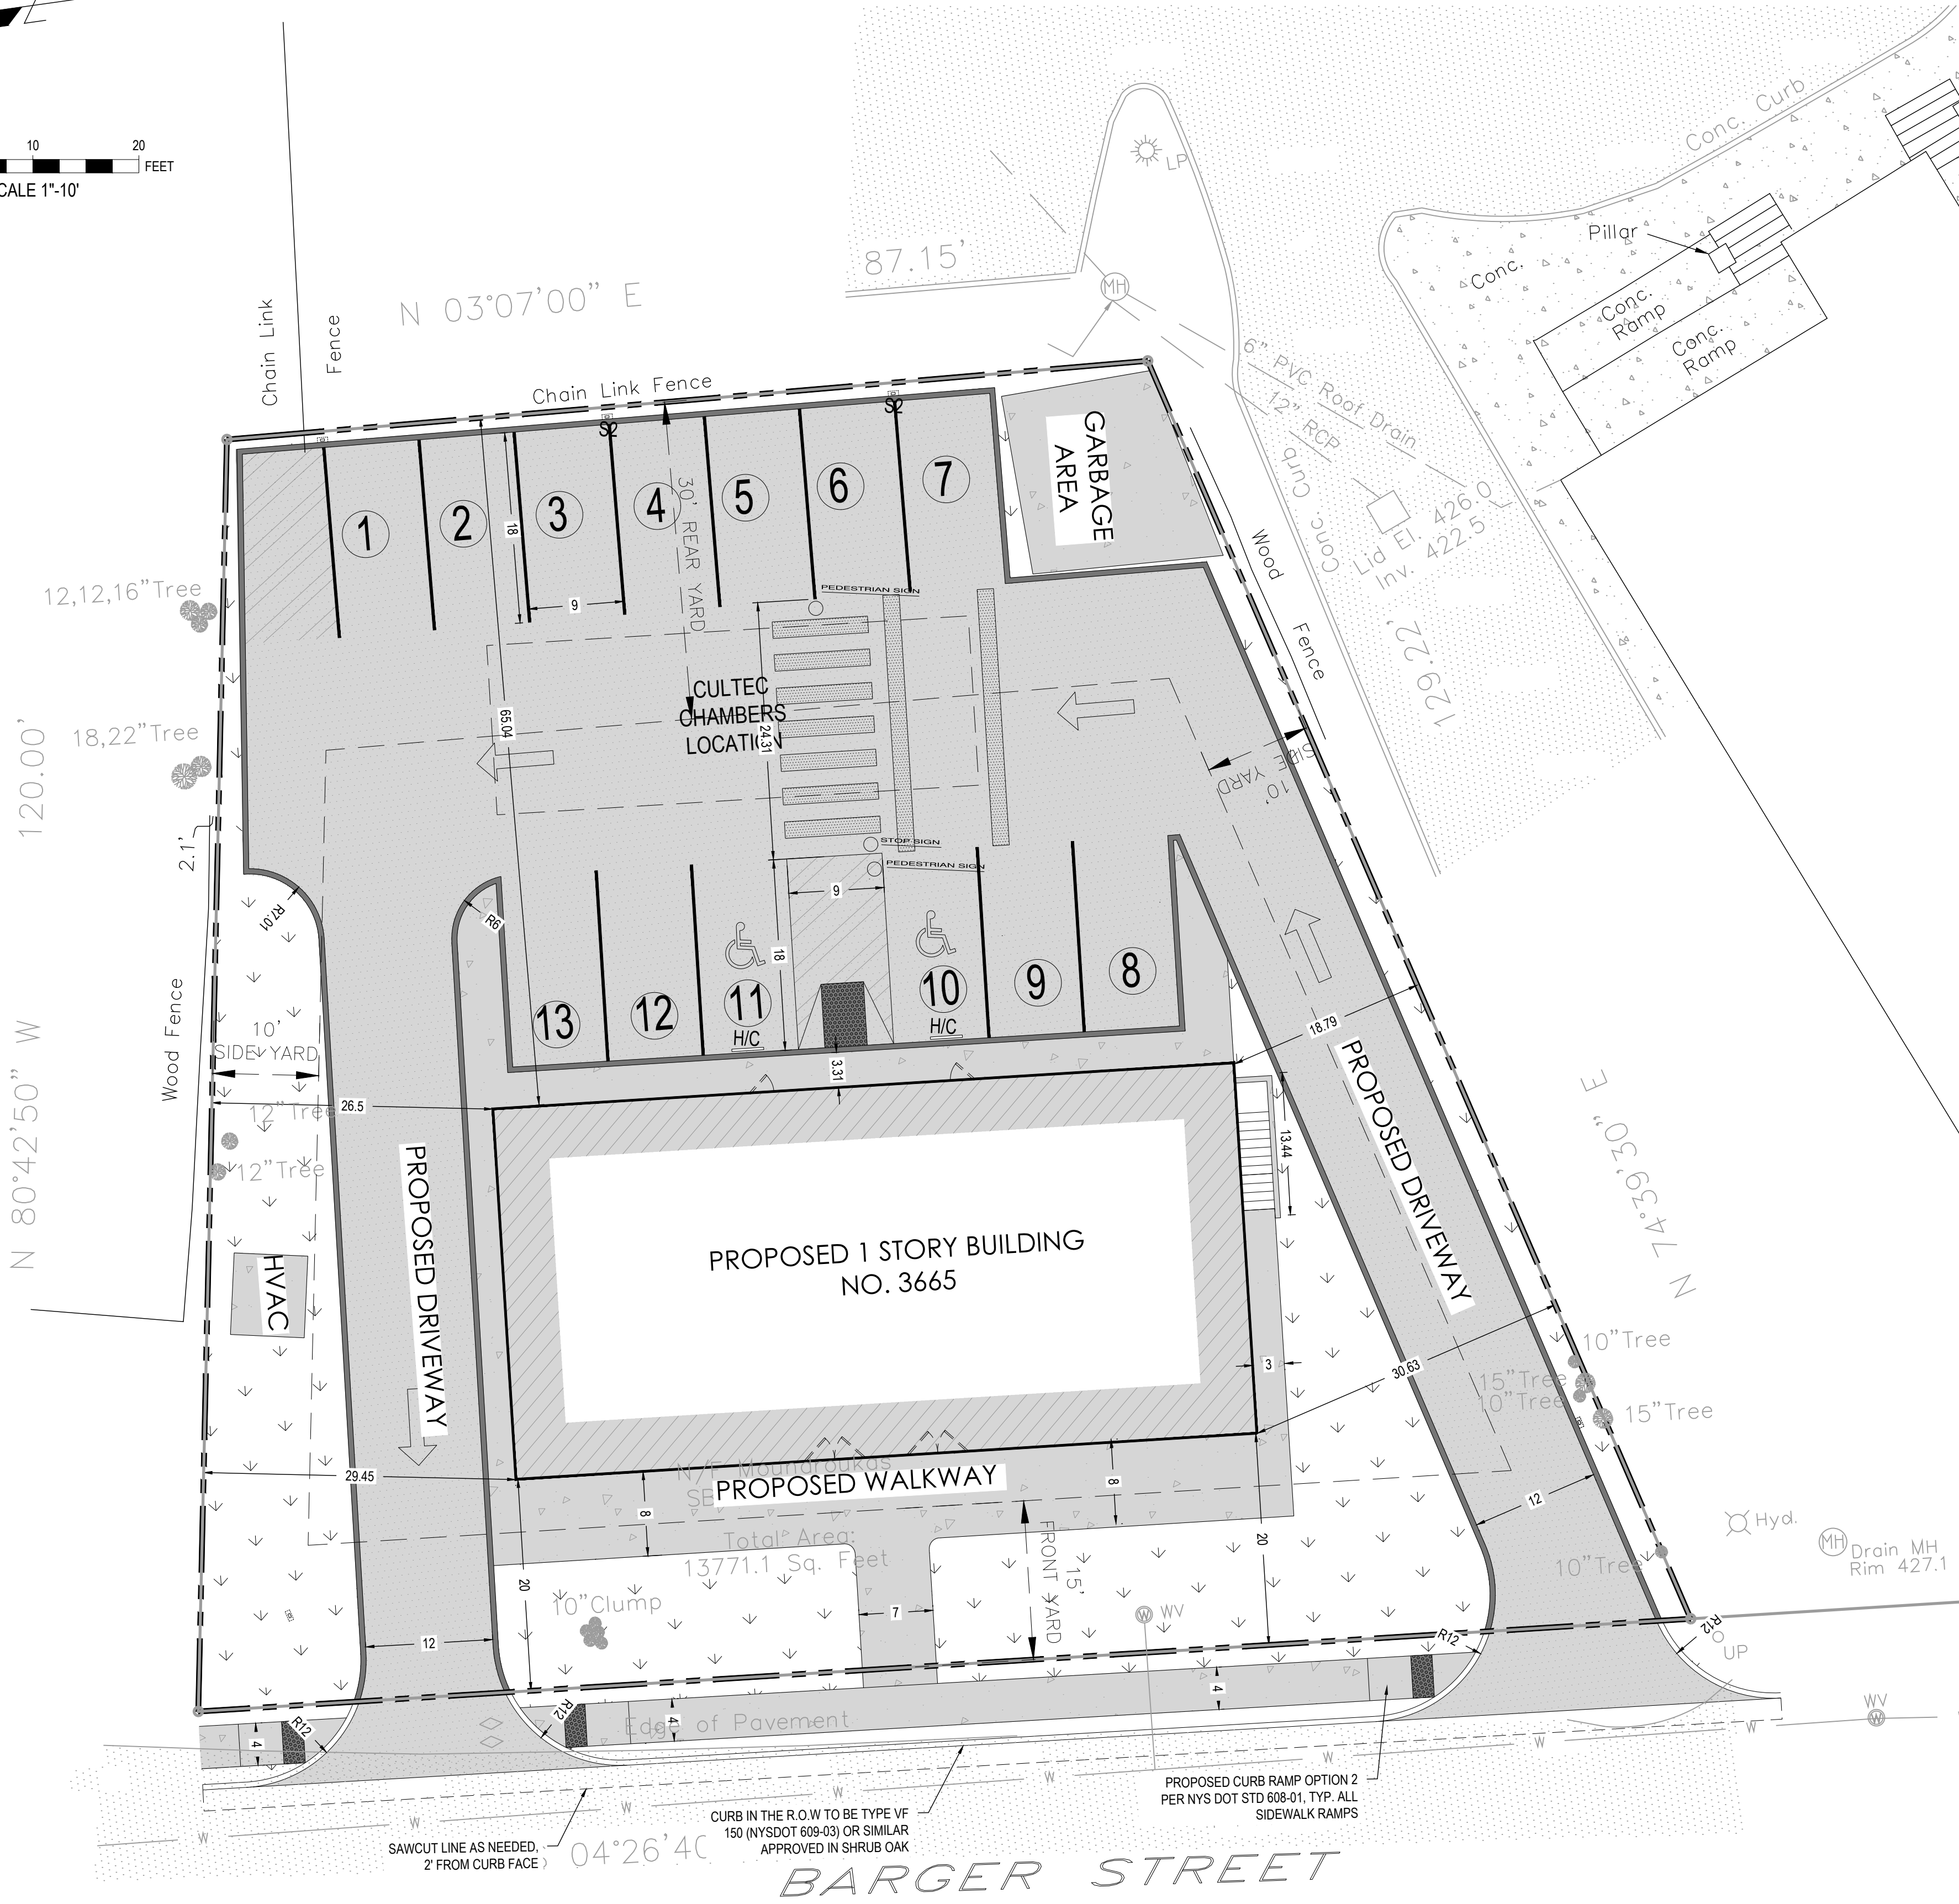 10
20
FEET
CALE 1"-10'
Chain Link
Fence
N 03°07'00" E
87.15'
LP
MH
Conc. Curb
Pillar
Conc.
Conc.
Ramp
Conc.
Ramp
Chain Link Fence
6" PVC Roof Drain
12" RCP
Conc. Curb
Lid El. 426.0
Inv. 422.5
129.22'
S2
S2
GARBAGE
AREA
Wood
Fence
1
2
3
4
5
6
7
18
9
30' REAR YARD
PEDESTRIAN SIGN
12,12,16"Tree
18,22"Tree
120.00'
N 80°42'50" W
2.1'
Wood Fence
65.04
CULTEC
CHAMBERS
LOCATION
24.31
10'
SIDE YARD
STOP SIGN
PEDESTRIAN SIGN
R7.01
R6
9
18
13
12
11
H/C
10
H/C
9
8
3.31
18.79
10'
SIDE YARD
26.5
12"Tree
12"Tree
PROPOSED DRIVEWAY
PROPOSED DRIVEWAY
13.44
N 74°39'30" E
HVAC
PROPOSED 1 STORY BUILDING
NO. 3665
3
30.63
10"Tree
15"Tree
10"Tree
15"Tree
29.45
N/F Moundroukas
SE
PROPOSED WALKWAY
8
8
Total Area:
13771.1 Sq. Feet
FRONT YARD
15'
20
20
12
Hyd.
MH
Drain MH
Rim 427.1
10"Tree
10"Clump
7
W WV
12
R12
R12
UP
R12
R12
4
4
4
Edge of Pavement
WV
W
W
W
W
W
W
W
W
W
PROPOSED CURB RAMP OPTION 2
PER NYS DOT STD 608-01, TYP. ALL
SIDEWALK RAMPS
CURB IN THE R.O.W TO BE TYPE VF
150 (NYSDOT 609-03) OR SIMILAR
APPROVED IN SHRUB OAK
SAWCUT LINE AS NEEDED,
2' FROM CURB FACE
04°26'40
BARGER STREET